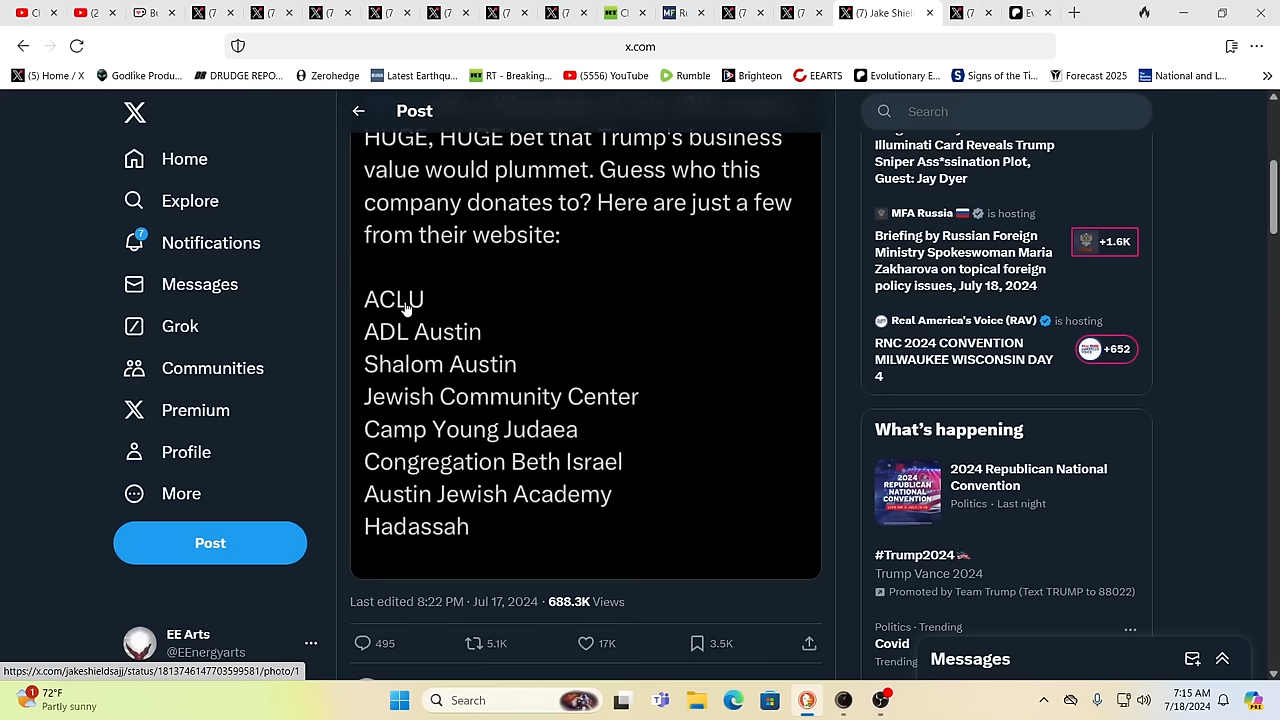 (7) Jake Shiel
x.com
(5) Home / X
Godlike Produ...
DRUDGE REPO...
Zerohedge
Latest Earthqu...
RT - Breaking...
(5556) YouTube
Rumble
Brighteon
EEARTS
Evolutionary E...
Signs of the Ti...
Forecast 2025
National and L...
Home
Explore
7
Notifications
Messages
Grok
Communities
Premium
Profile
More
Post
EE Arts
@EEnergyarts
https://x.com/jakeshieldsajj/status/1813746147703599581/photo/1
Post
HUGE, HUGE bet that Trump's business
value would plummet. Guess who this
company donates to? Here are just a few
from their website:
ACLU
ADL Austin
Shalom Austin
Jewish Community Center
Camp Young Judaea
Congregation Beth Israel
Austin Jewish Academy
Hadassah
Last edited 8:22 PM · Jul 17, 2024 · 688.3K Views
495
5.1K
17K
3.5K
Search
Illuminati Card Reveals Trump
Sniper Ass*ssination Plot,
Guest: Jay Dyer
MFA Russia is hosting
Briefing by Russian Foreign
Ministry Spokeswoman Maria
Zakharova on topical foreign
policy issues, July 18, 2024
+1.6K
Real America's Voice (RAV) is hosting
RNC 2024 CONVENTION
MILWAUKEE WISCONSIN DAY
4
+652
What's happening
2024 Republican National
Convention
Politics · Last night
#Trump2024
Trump Vance 2024
Promoted by Team Trump (Text TRUMP to 88022)
Politics · Trending
Covid
Trending
Messages
1
72°F
Partly sunny
Search
7:15 AM
7/18/2024